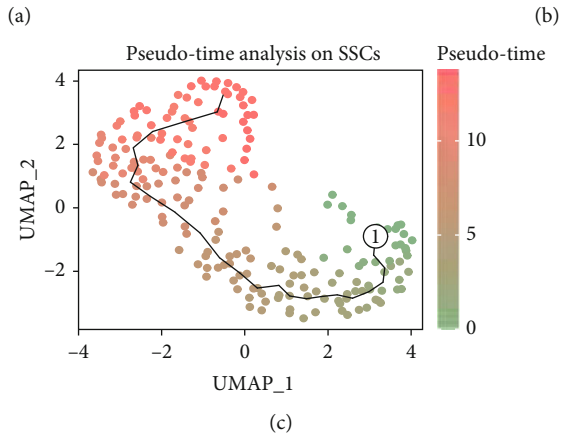 (a) (b)
Pseudo-time analysis on SSCs Pseudo-time
4
2
0
−2
UMAP_2
1
10
5
0
−4 −2 0 2 4
UMAP_1
(c)